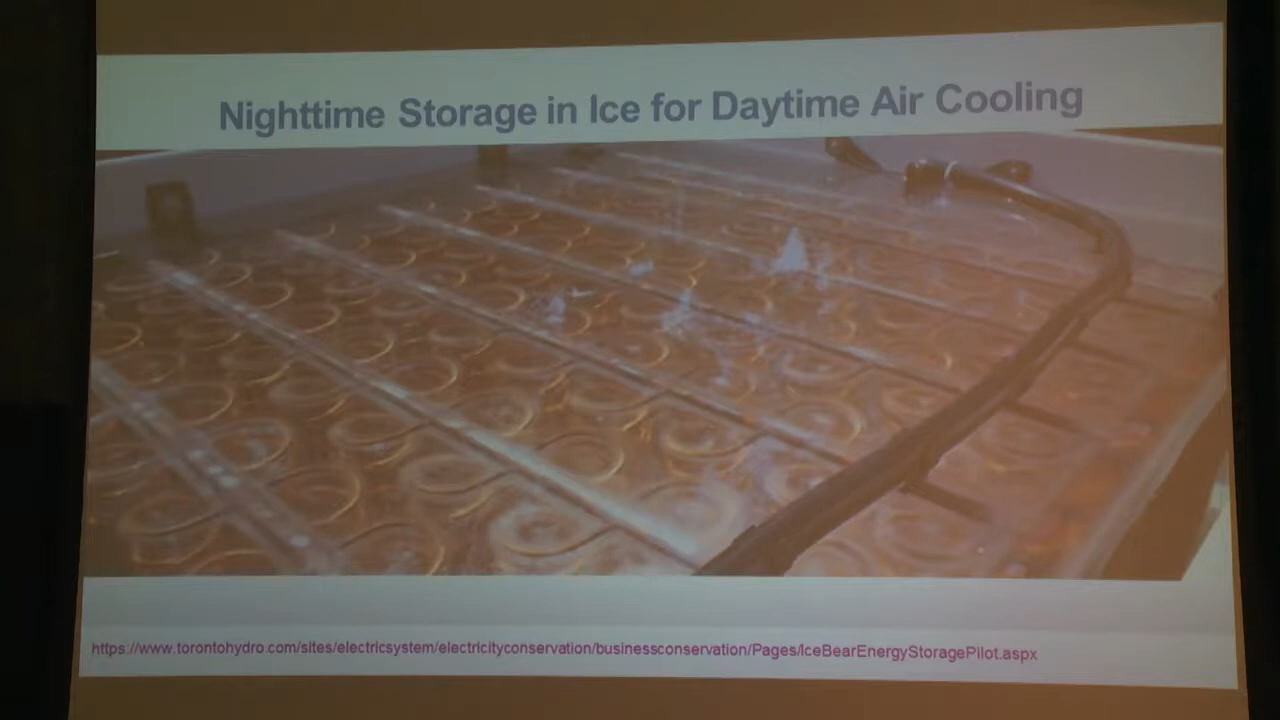 Nighttime Storage in Ice for Daytime Air Cooling
https://www.torontohydro.com/sites/electricsystem/electricityconservation/businessconservation/Pages/IceBearEnergyStoragePilot.aspx